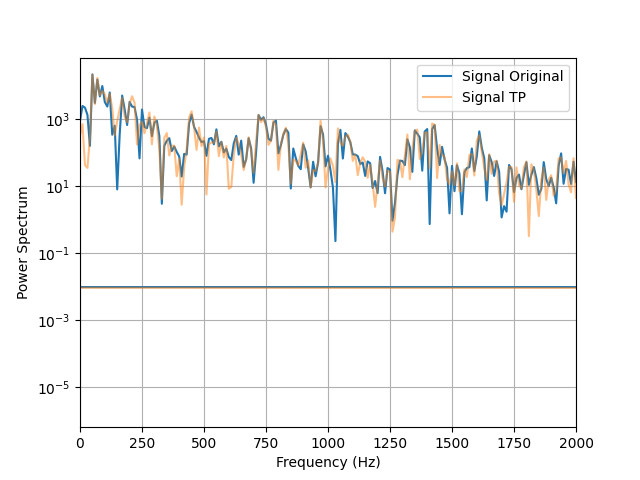 Signal Original
Signal TP
Power Spectrum
10³
10¹
10⁻¹
10⁻³
10⁻⁵
0 250 500 750 1000 1250 1500 1750 2000
Frequency (Hz)